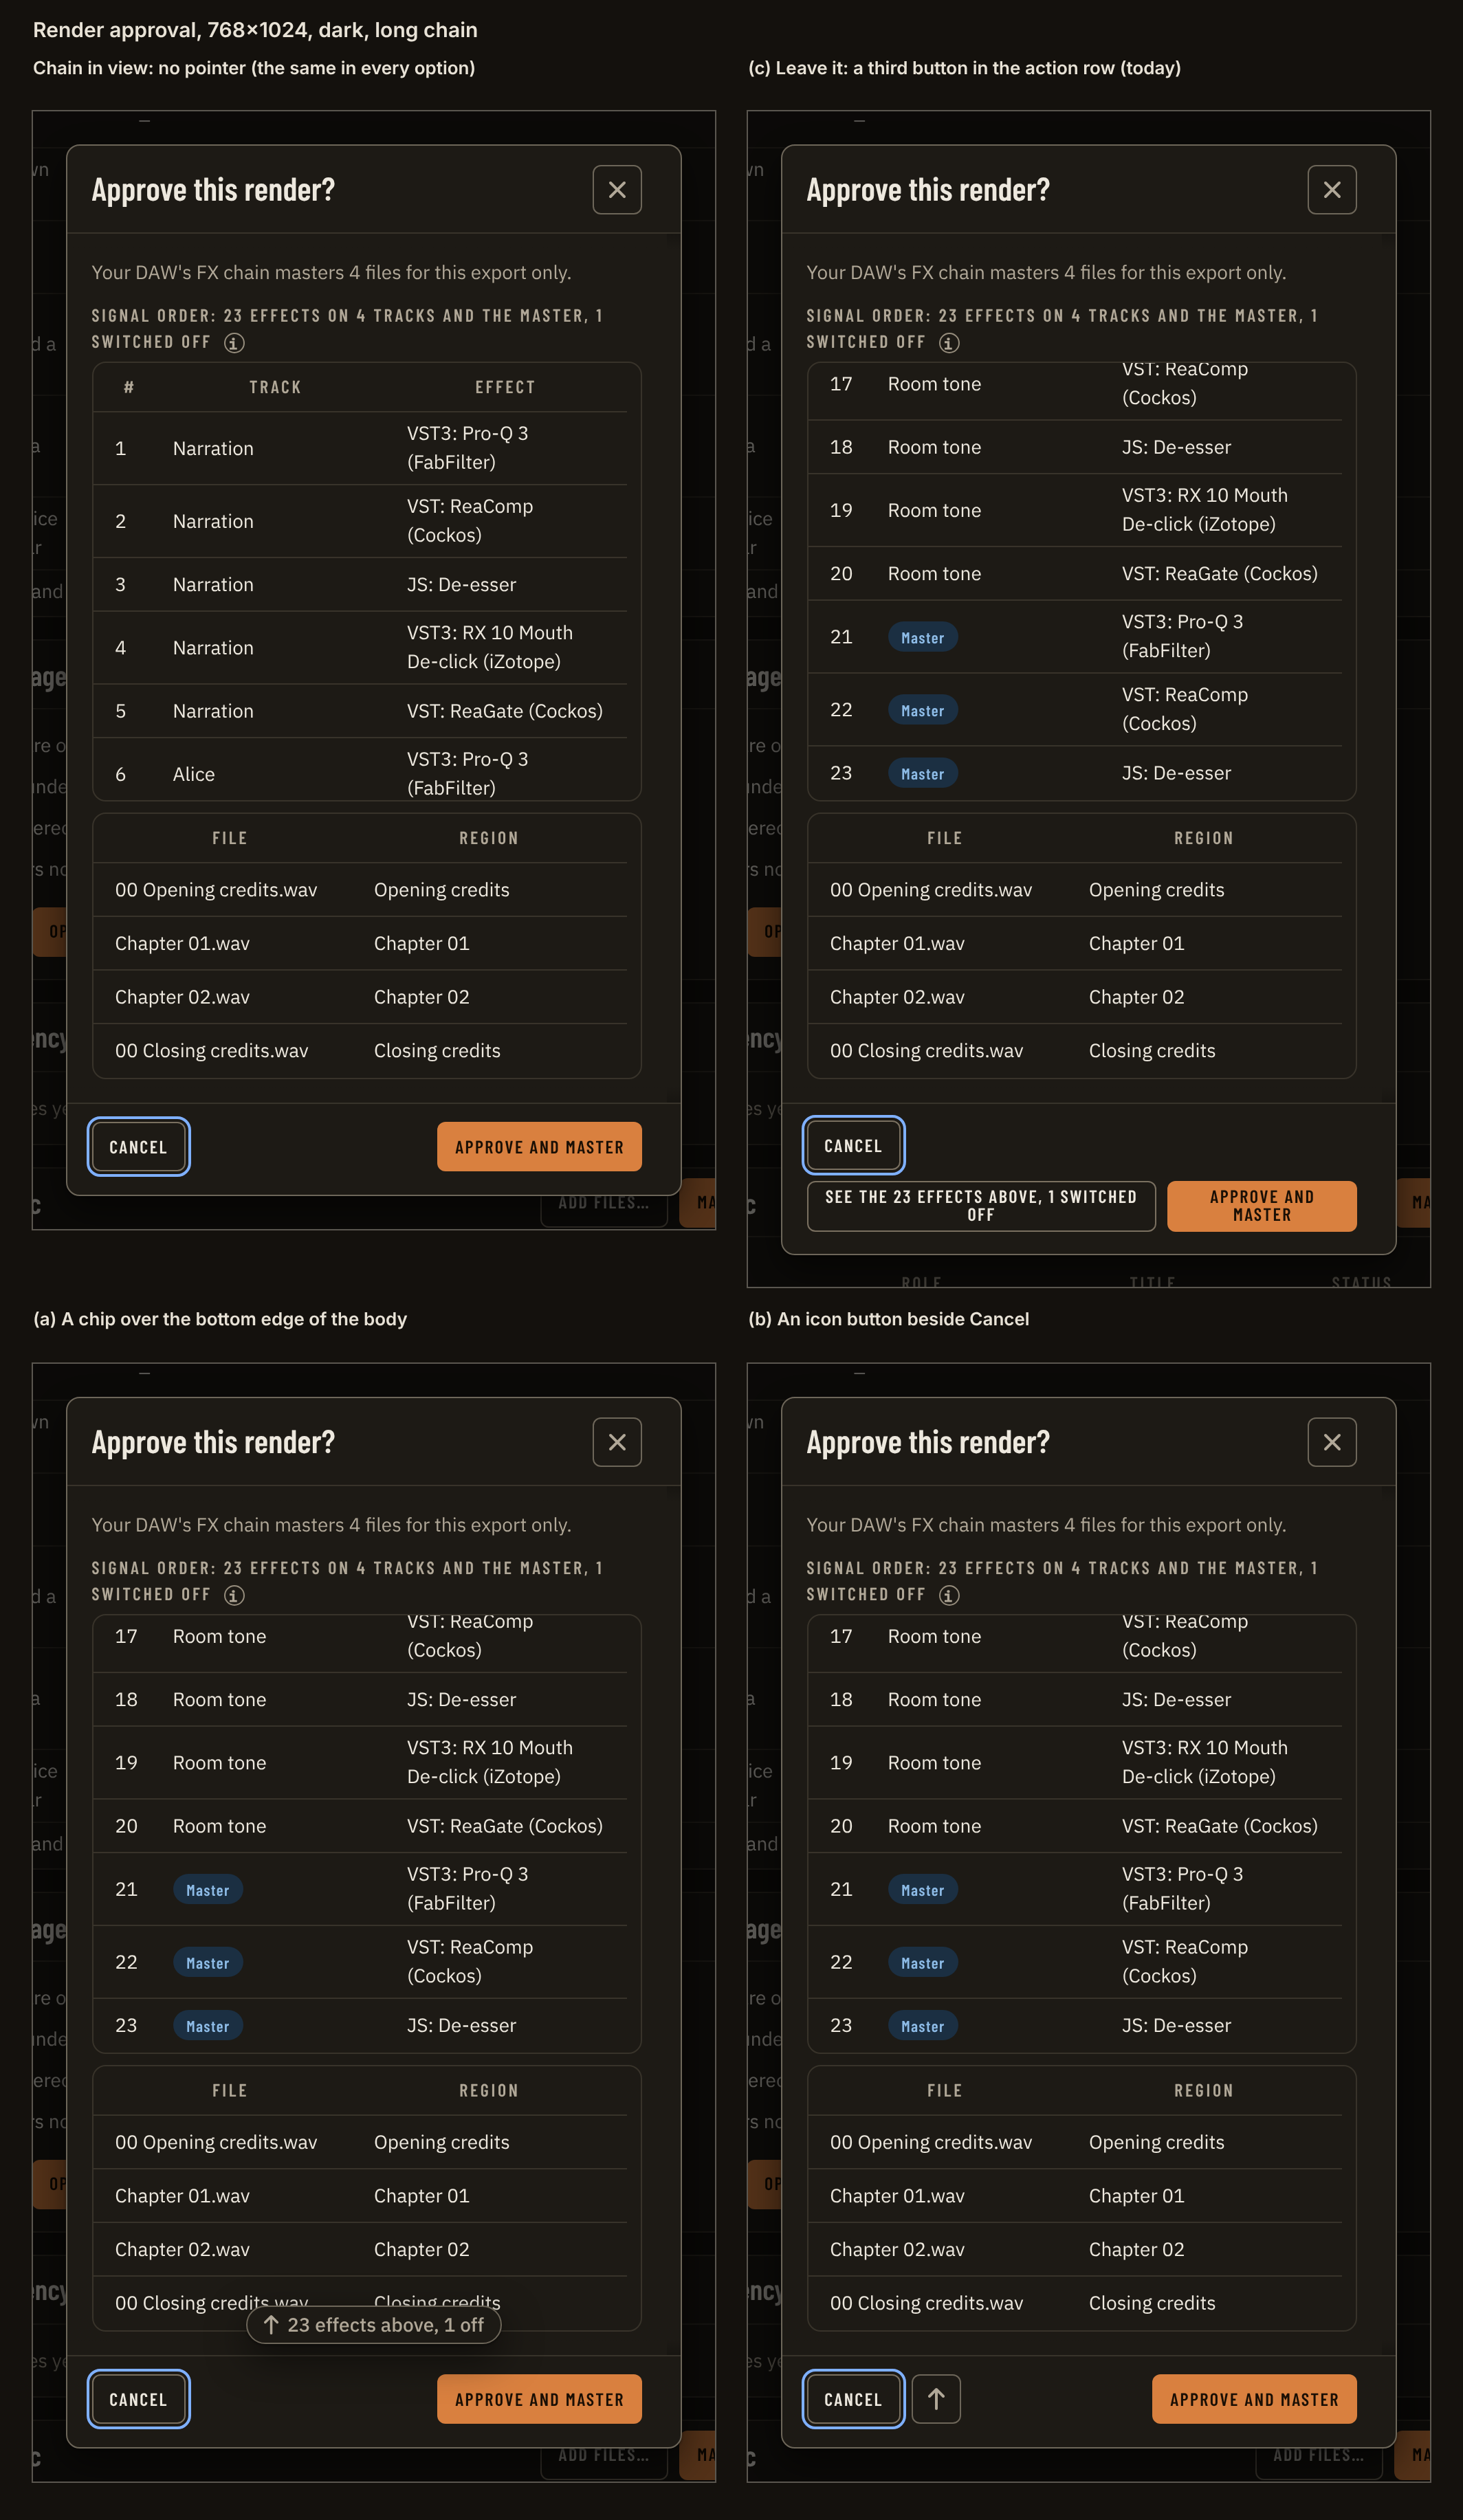 Render approval, 768×1024, dark, long chain
Chain in view: no pointer (the same in every option)
Approve this render?
Your DAW's FX chain masters 4 files for this export only.
SIGNAL ORDER: 23 EFFECTS ON 4 TRACKS AND THE MASTER, 1
SWITCHED OFF
# TRACK EFFECT
1 Narration VST3: Pro-Q 3
(FabFilter)
2 Narration VST: ReaComp
(Cockos)
3 Narration JS: De-esser
4 Narration VST3: RX 10 Mouth
De-click (iZotope)
5 Narration VST: ReaGate (Cockos)
6 Alice VST3: Pro-Q 3
(FabFilter)
FILE REGION
00 Opening credits.wav Opening credits
Chapter 01.wav Chapter 01
Chapter 02.wav Chapter 02
00 Closing credits.wav Closing credits
CANCEL APPROVE AND MASTER
ADD FILES...
(c) Leave it: a third button in the action row (today)
Approve this render?
Your DAW's FX chain masters 4 files for this export only.
SIGNAL ORDER: 23 EFFECTS ON 4 TRACKS AND THE MASTER, 1
SWITCHED OFF
17 Room tone VST: ReaComp
(Cockos)
18 Room tone JS: De-esser
19 Room tone VST3: RX 10 Mouth
De-click (iZotope)
20 Room tone VST: ReaGate (Cockos)
21 Master VST3: Pro-Q 3
(FabFilter)
22 Master VST: ReaComp
(Cockos)
23 Master JS: De-esser
FILE REGION
00 Opening credits.wav Opening credits
Chapter 01.wav Chapter 01
Chapter 02.wav Chapter 02
00 Closing credits.wav Closing credits
CANCEL
SEE THE 23 EFFECTS ABOVE, 1 SWITCHED
OFF
APPROVE AND
MASTER
ROLE TITLE STATUS
(a) A chip over the bottom edge of the body
Approve this render?
Your DAW's FX chain masters 4 files for this export only.
SIGNAL ORDER: 23 EFFECTS ON 4 TRACKS AND THE MASTER, 1
SWITCHED OFF
17 Room tone VST: ReaComp
(Cockos)
18 Room tone JS: De-esser
19 Room tone VST3: RX 10 Mouth
De-click (iZotope)
20 Room tone VST: ReaGate (Cockos)
21 Master VST3: Pro-Q 3
(FabFilter)
22 Master VST: ReaComp
(Cockos)
23 Master JS: De-esser
FILE REGION
00 Opening credits.wav Opening credits
Chapter 01.wav Chapter 01
Chapter 02.wav Chapter 02
00 Closing credits.wav Closing credits
↑ 23 effects above, 1 off
CANCEL APPROVE AND MASTER
ADD FILES...
(b) An icon button beside Cancel
Approve this render?
Your DAW's FX chain masters 4 files for this export only.
SIGNAL ORDER: 23 EFFECTS ON 4 TRACKS AND THE MASTER, 1
SWITCHED OFF
17 Room tone VST: ReaComp
(Cockos)
18 Room tone JS: De-esser
19 Room tone VST3: RX 10 Mouth
De-click (iZotope)
20 Room tone VST: ReaGate (Cockos)
21 Master VST3: Pro-Q 3
(FabFilter)
22 Master VST: ReaComp
(Cockos)
23 Master JS: De-esser
FILE REGION
00 Opening credits.wav Opening credits
Chapter 01.wav Chapter 01
Chapter 02.wav Chapter 02
00 Closing credits.wav Closing credits
CANCEL ↑ APPROVE AND MASTER
ADD FILES...